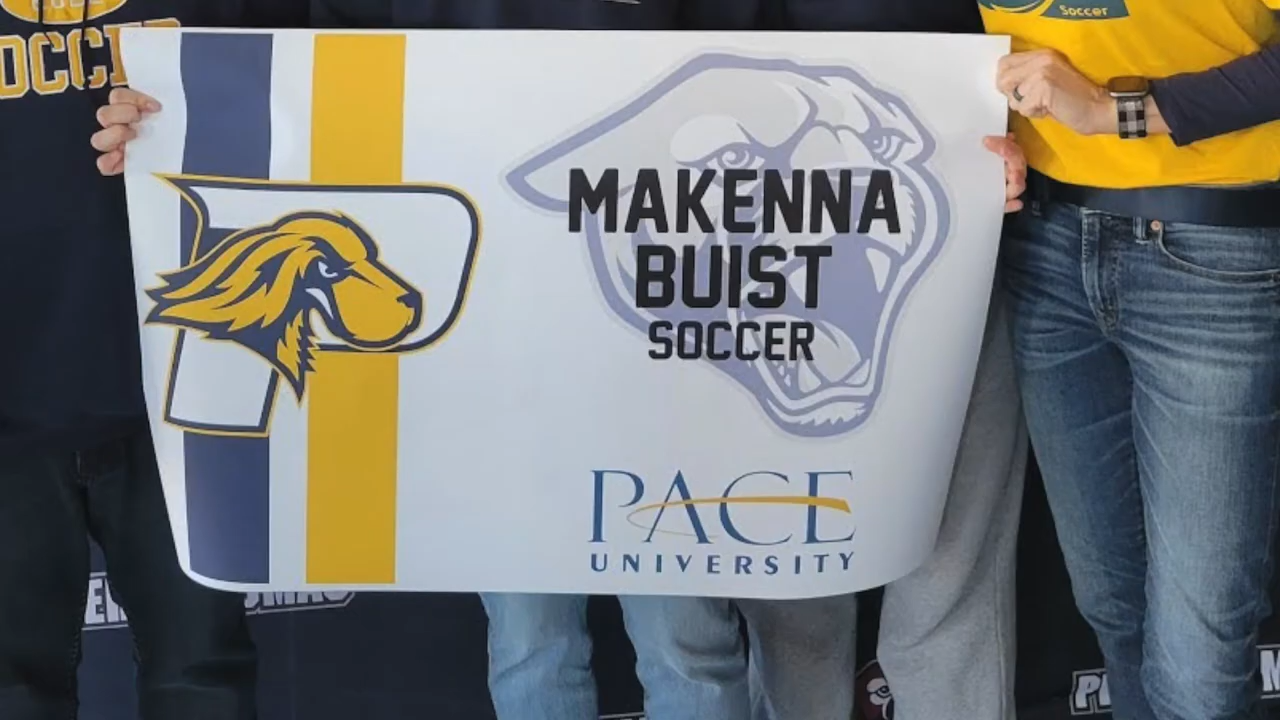 SOCCER
Soccer
MAKENNA
BUIST
SOCCER
PACE
UNIVERSITY